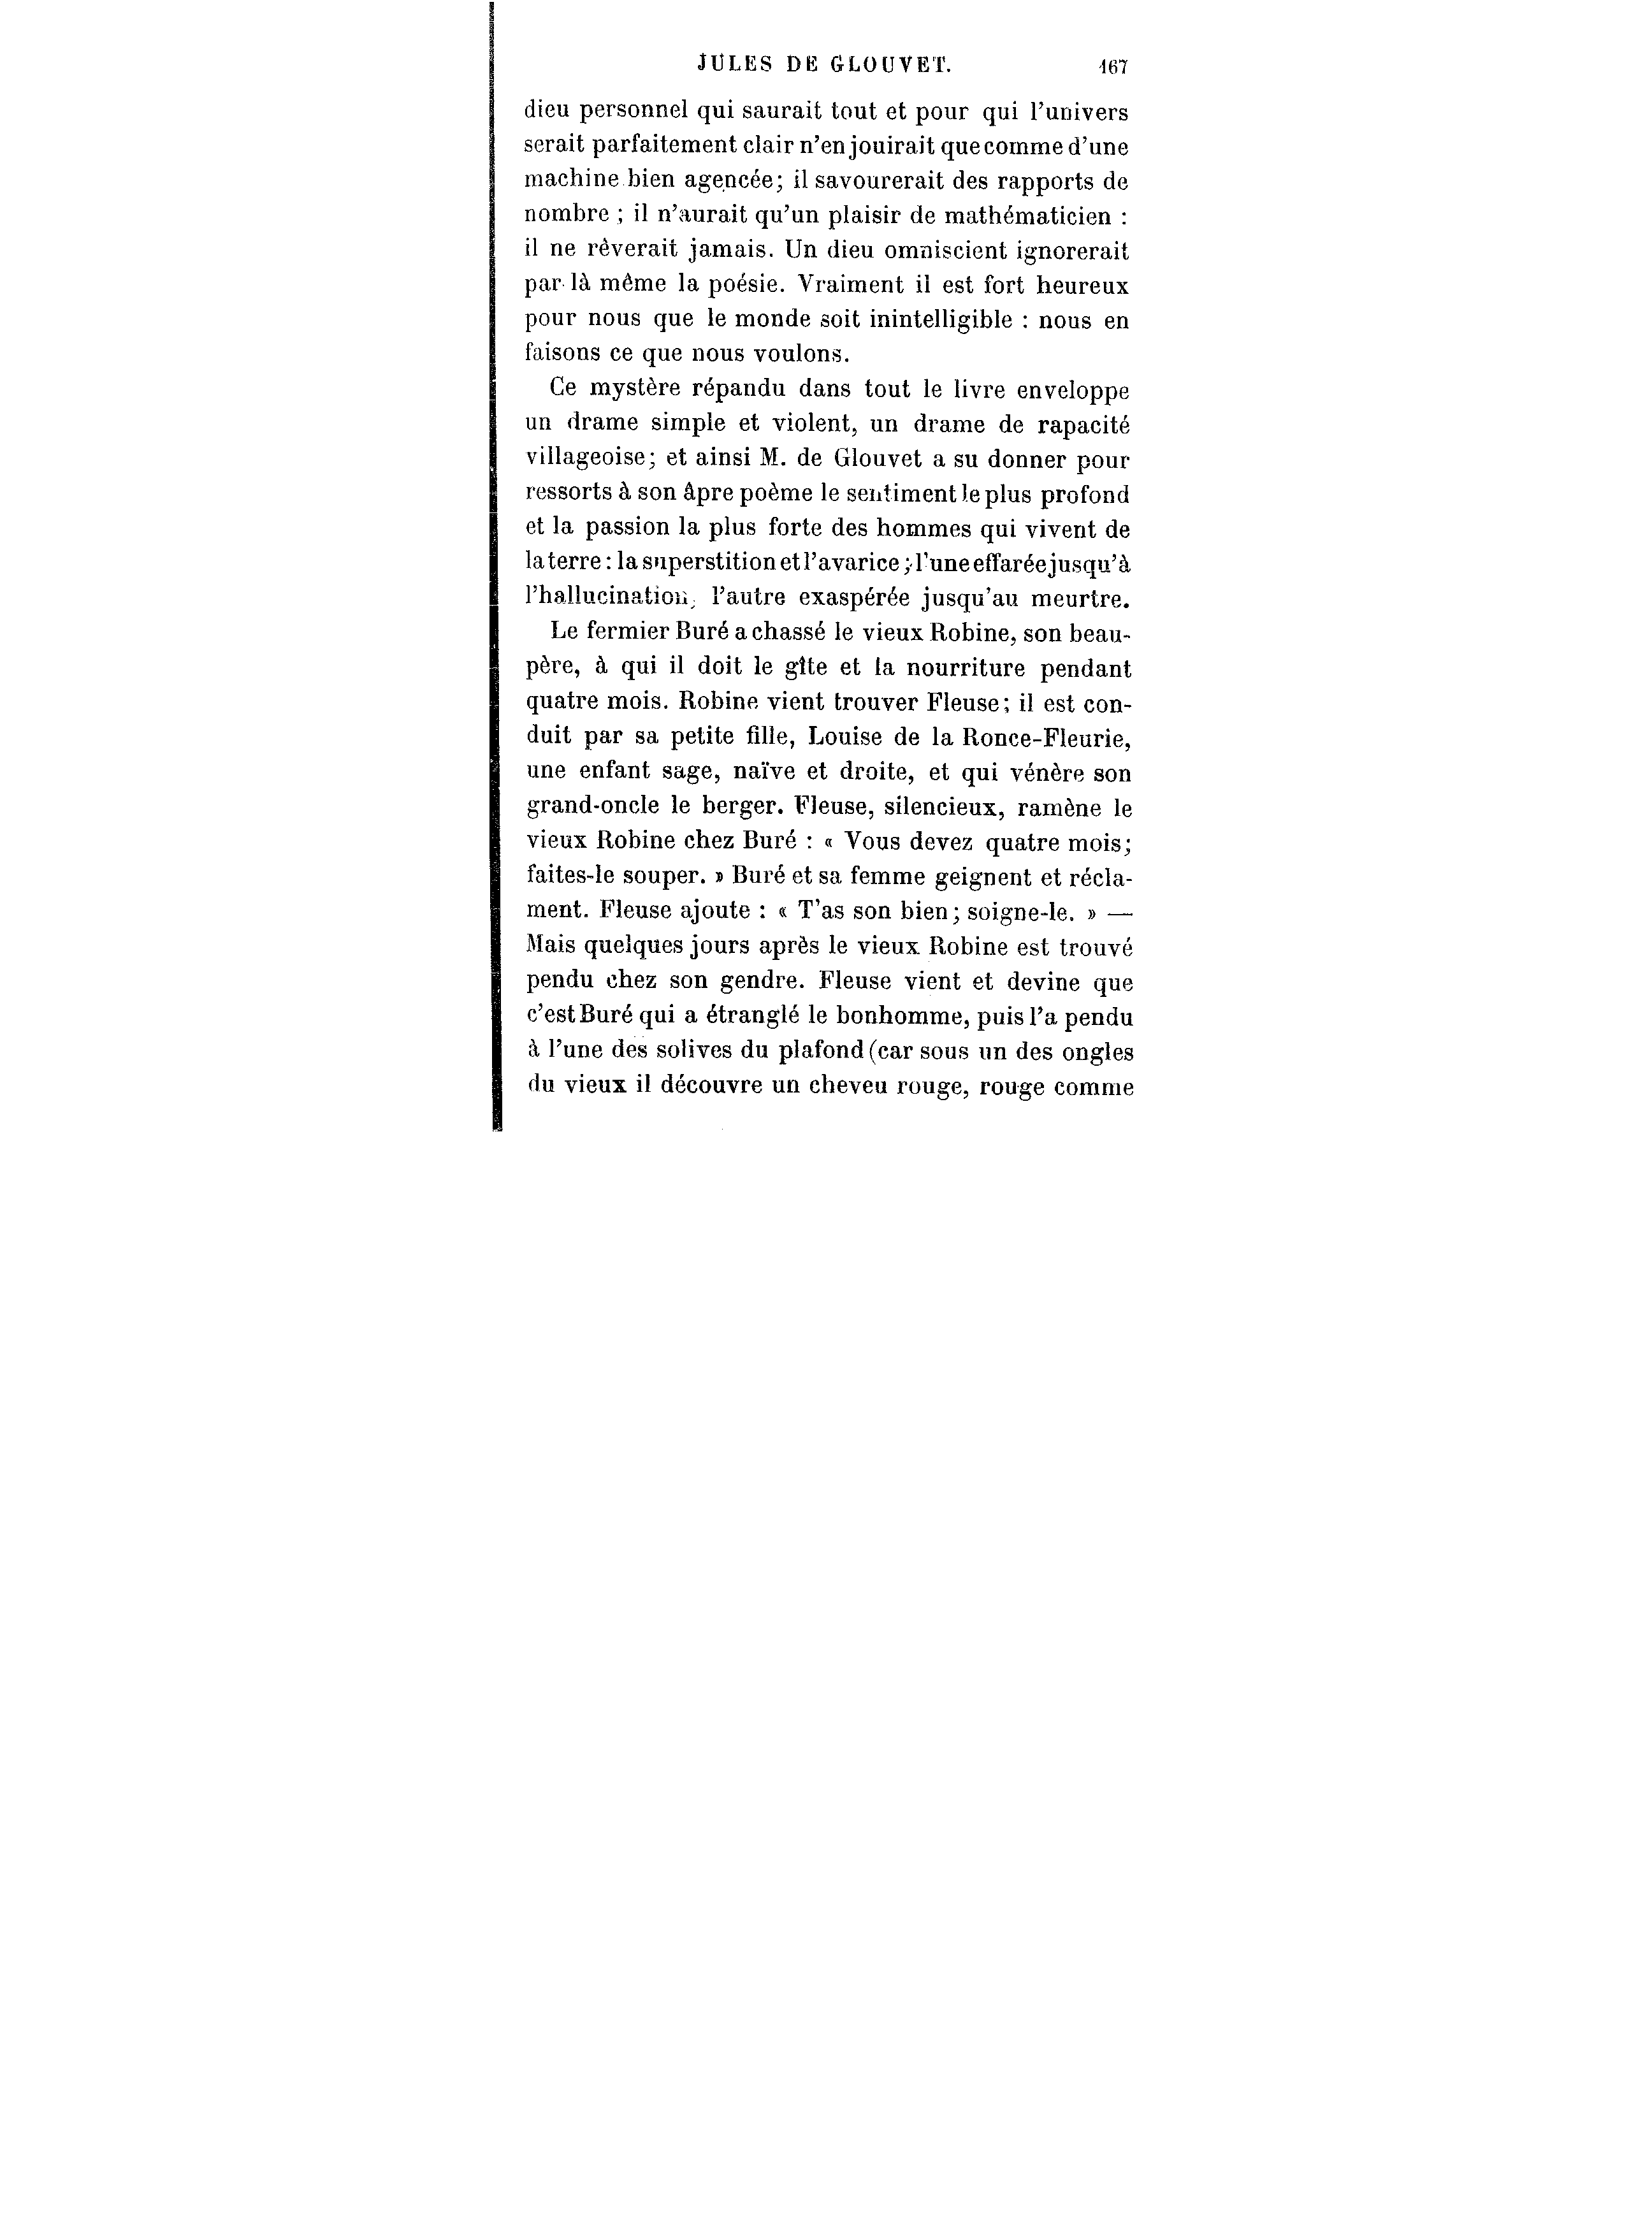 JULES DE GLOUVET. 167
dieu personnel qui saurait tout et pour qui l'univers
serait parfaitement clair n'en jouirait que comme d'une
machine bien agencée; il savourerait des rapports de
nombre ; il n'aurait qu'un plaisir de mathématicien :
il ne rêverait jamais. Un dieu omniscient ignorerait
par là même la poésie. Vraiment il est fort heureux
pour nous que le monde soit inintelligible : nous en
faisons ce que nous voulons.
Ce mystère répandu dans tout le livre enveloppe
un drame simple et violent, un drame de rapacité
villageoise; et ainsi M. de Glouvet a su donner pour
ressorts à son âpre poème le sentiment le plus profond
et la passion la plus forte des hommes qui vivent de
la terre : la superstition et l'avarice ; l'une effarée jusqu'à
l'hallucination, l'autre exaspérée jusqu'au meurtre.
Le fermier Buré a chassé le vieux Robine, son beau-
père, à qui il doit le gîte et la nourriture pendant
quatre mois. Robine vient trouver Fleuse; il est con-
duit par sa petite fille, Louise de la Ronce-Fleurie,
une enfant sage, naïve et droite, et qui vénère son
grand-oncle le berger. Fleuse, silencieux, ramène le
vieux Robine chez Buré : « Vous devez quatre mois;
faites-le souper. » Buré et sa femme geignent et récla-
ment. Fleuse ajoute : « T'as son bien; soigne-le. » —
Mais quelques jours après le vieux Robine est trouvé
pendu chez son gendre. Fleuse vient et devine que
c'est Buré qui a étranglé le bonhomme, puis l'a pendu
à l'une des solives du plafond (car sous un des ongles
du vieux il découvre un cheveu rouge, rouge comme